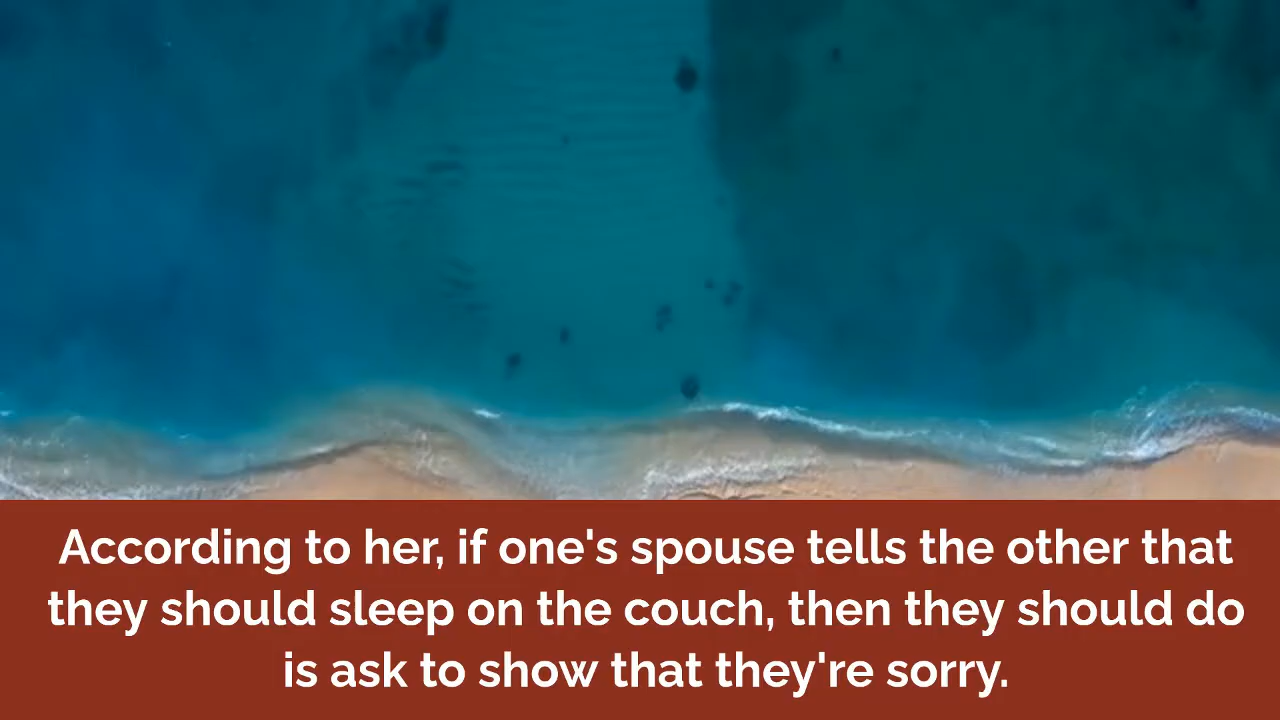 According to her, if one's spouse tells the other that
they should sleep on the couch, then they should do
is ask to show that they're sorry.